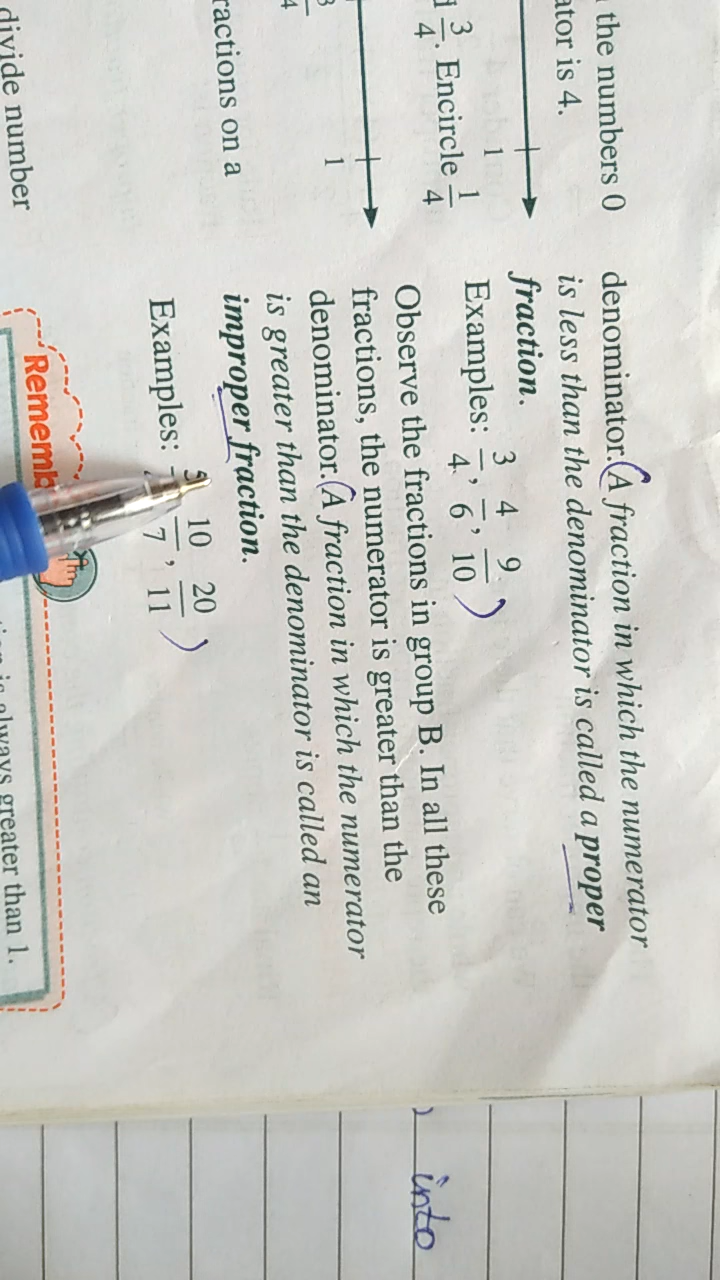 the numbers 0
ator is 4.
1
3/4. Encircle 1/4
1
ractions on a
divide number
denominator. (A fraction in which the numerator
is less than the denominator is called a proper
fraction.
Examples: 3/4, 4/6, 9/10 )
Observe the fractions in group B. In all these
fractions, the numerator is greater than the
denominator. (A fraction in which the numerator
is greater than the denominator is called an
improper fraction.
Examples: 10/7, 20/11 )
Rememb
is always greater than 1.
into